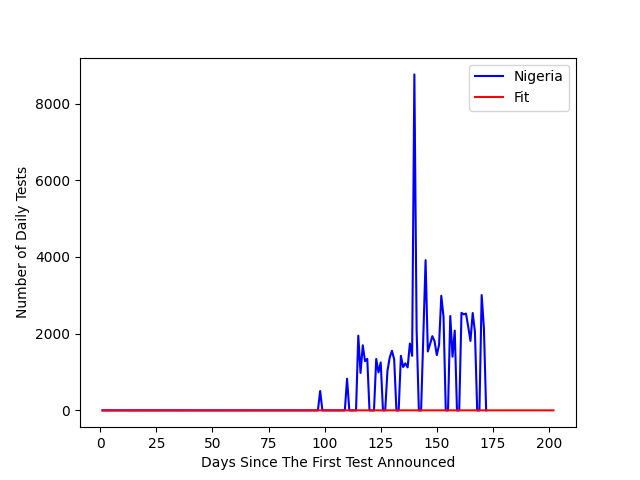 Nigeria
Fit
8000
6000
4000
2000
0
Number of Daily Tests
0 25 50 75 100 125 150 175 200
Days Since The First Test Announced